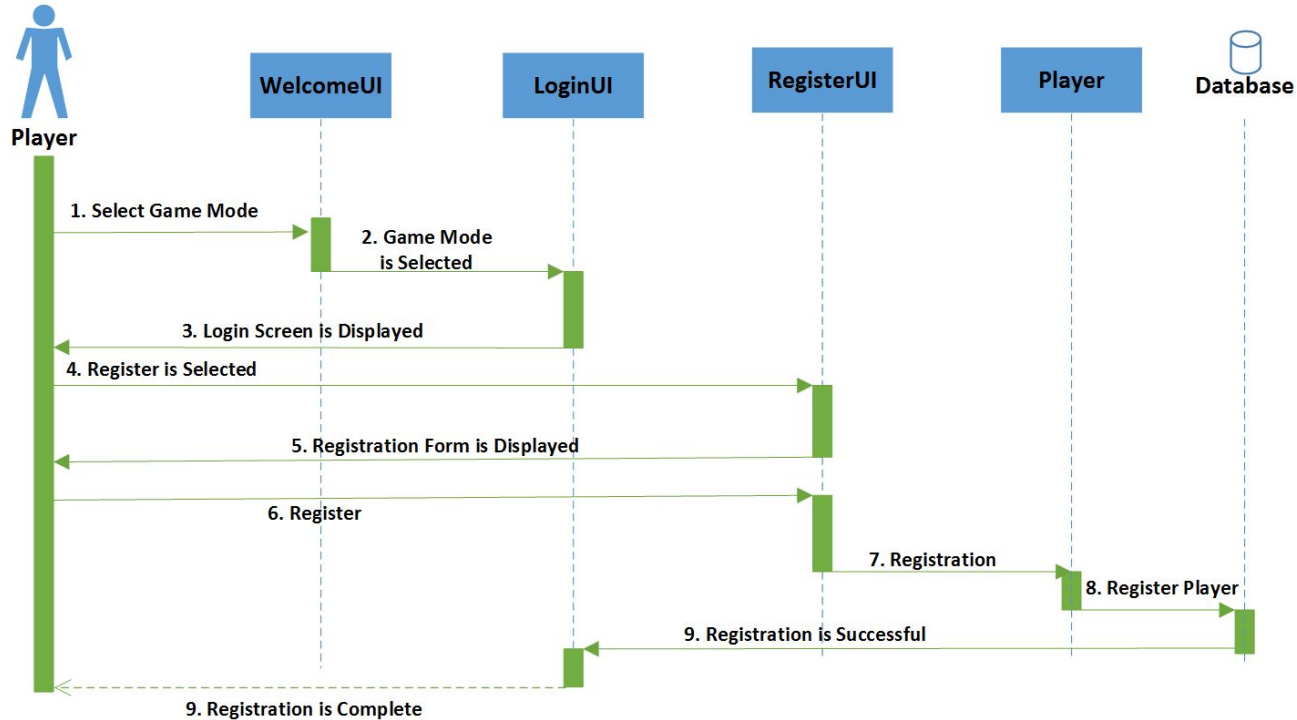 WelcomeUI
LoginUI
RegisterUI
Player
Database
Player
1. Select Game Mode
2. Game Mode
is Selected
3. Login Screen is Displayed
4. Register is Selected
5. Registration Form is Displayed
6. Register
7. Registration
8. Register Player
9. Registration is Successful
9. Registration is Complete